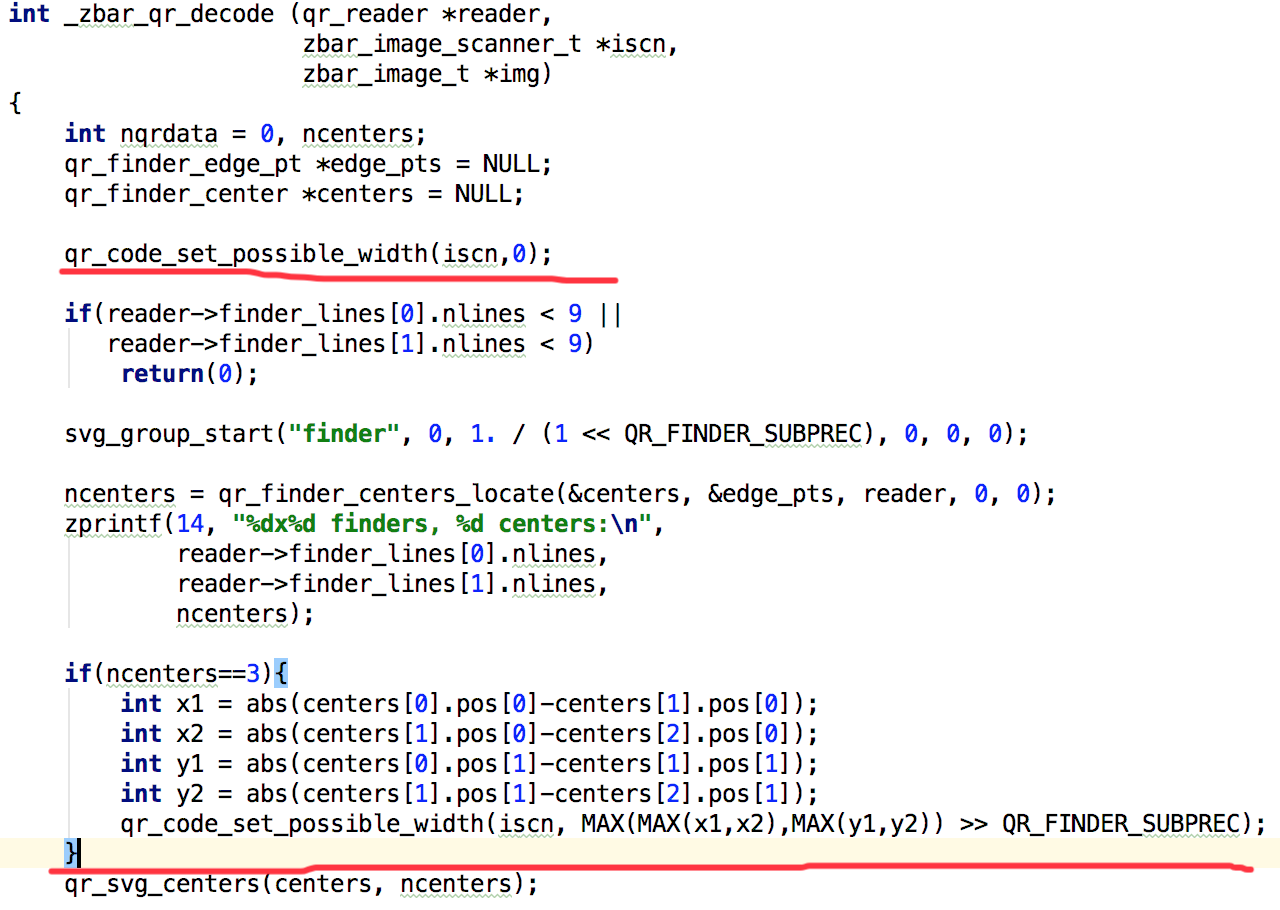 int _zbar_qr_decode (qr_reader *reader,
                     zbar_image_scanner_t *iscn,
                     zbar_image_t *img)
{
    int nqrdata = 0, ncenters;
    qr_finder_edge_pt *edge_pts = NULL;
    qr_finder_center *centers = NULL;

    qr_code_set_possible_width(iscn,0);

    if(reader->finder_lines[0].nlines < 9 ||
       reader->finder_lines[1].nlines < 9)
        return(0);

    svg_group_start("finder", 0, 1. / (1 << QR_FINDER_SUBPREC), 0, 0, 0);

    ncenters = qr_finder_centers_locate(&centers, &edge_pts, reader, 0, 0);
    zprintf(14, "%dx%d finders, %d centers:\n",
            reader->finder_lines[0].nlines,
            reader->finder_lines[1].nlines,
            ncenters);

    if(ncenters==3){
        int x1 = abs(centers[0].pos[0]-centers[1].pos[0]);
        int x2 = abs(centers[1].pos[0]-centers[2].pos[0]);
        int y1 = abs(centers[0].pos[1]-centers[1].pos[1]);
        int y2 = abs(centers[1].pos[1]-centers[2].pos[1]);
        qr_code_set_possible_width(iscn, MAX(MAX(x1,x2),MAX(y1,y2)) >> QR_FINDER_SUBPREC);
    }
    qr_svg_centers(centers, ncenters);